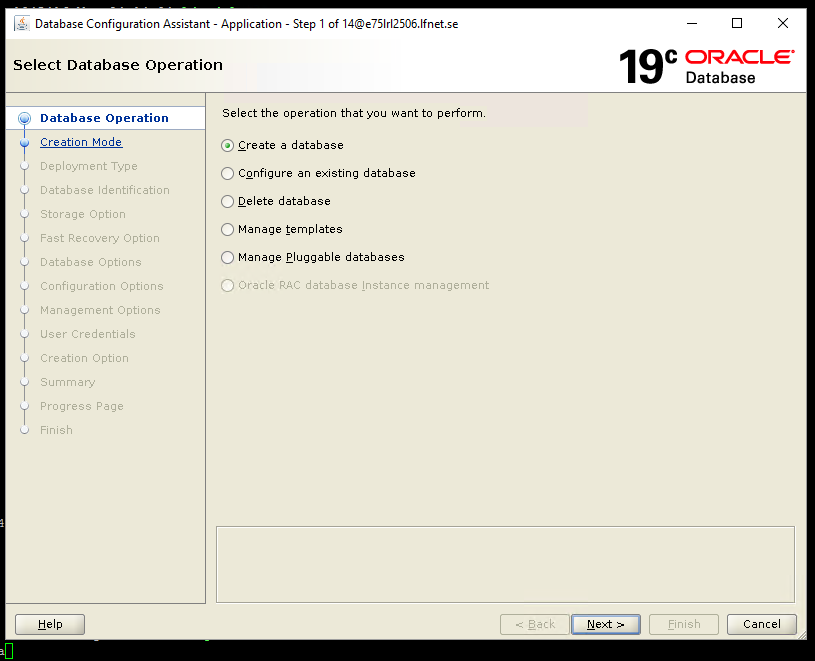 Database Configuration Assistant - Application - Step 1 of 14@e75lrl2506.lfnet.se
Select Database Operation
19c ORACLE
Database
Database Operation
Creation Mode
Deployment Type
Database Identification
Storage Option
Fast Recovery Option
Database Options
Configuration Options
Management Options
User Credentials
Creation Option
Summary
Progress Page
Finish
Select the operation that you want to perform.
Create a database
Configure an existing database
Delete database
Manage templates
Manage Pluggable databases
Oracle RAC database Instance management
Help
< Back
Next >
Finish
Cancel